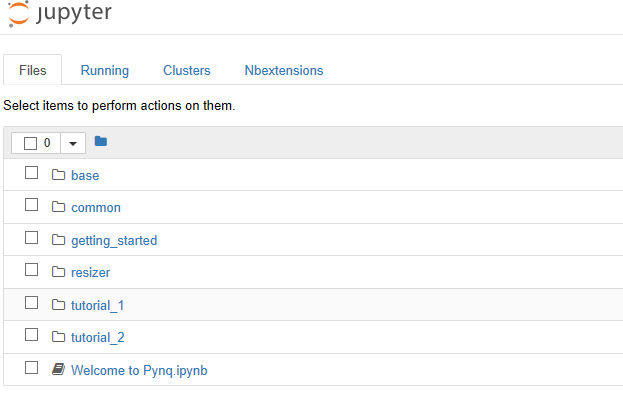 jupyter
Files Running Clusters Nbextensions
Select items to perform actions on them.
0
base
common
getting_started
resizer
tutorial_1
tutorial_2
Welcome to Pynq.ipynb